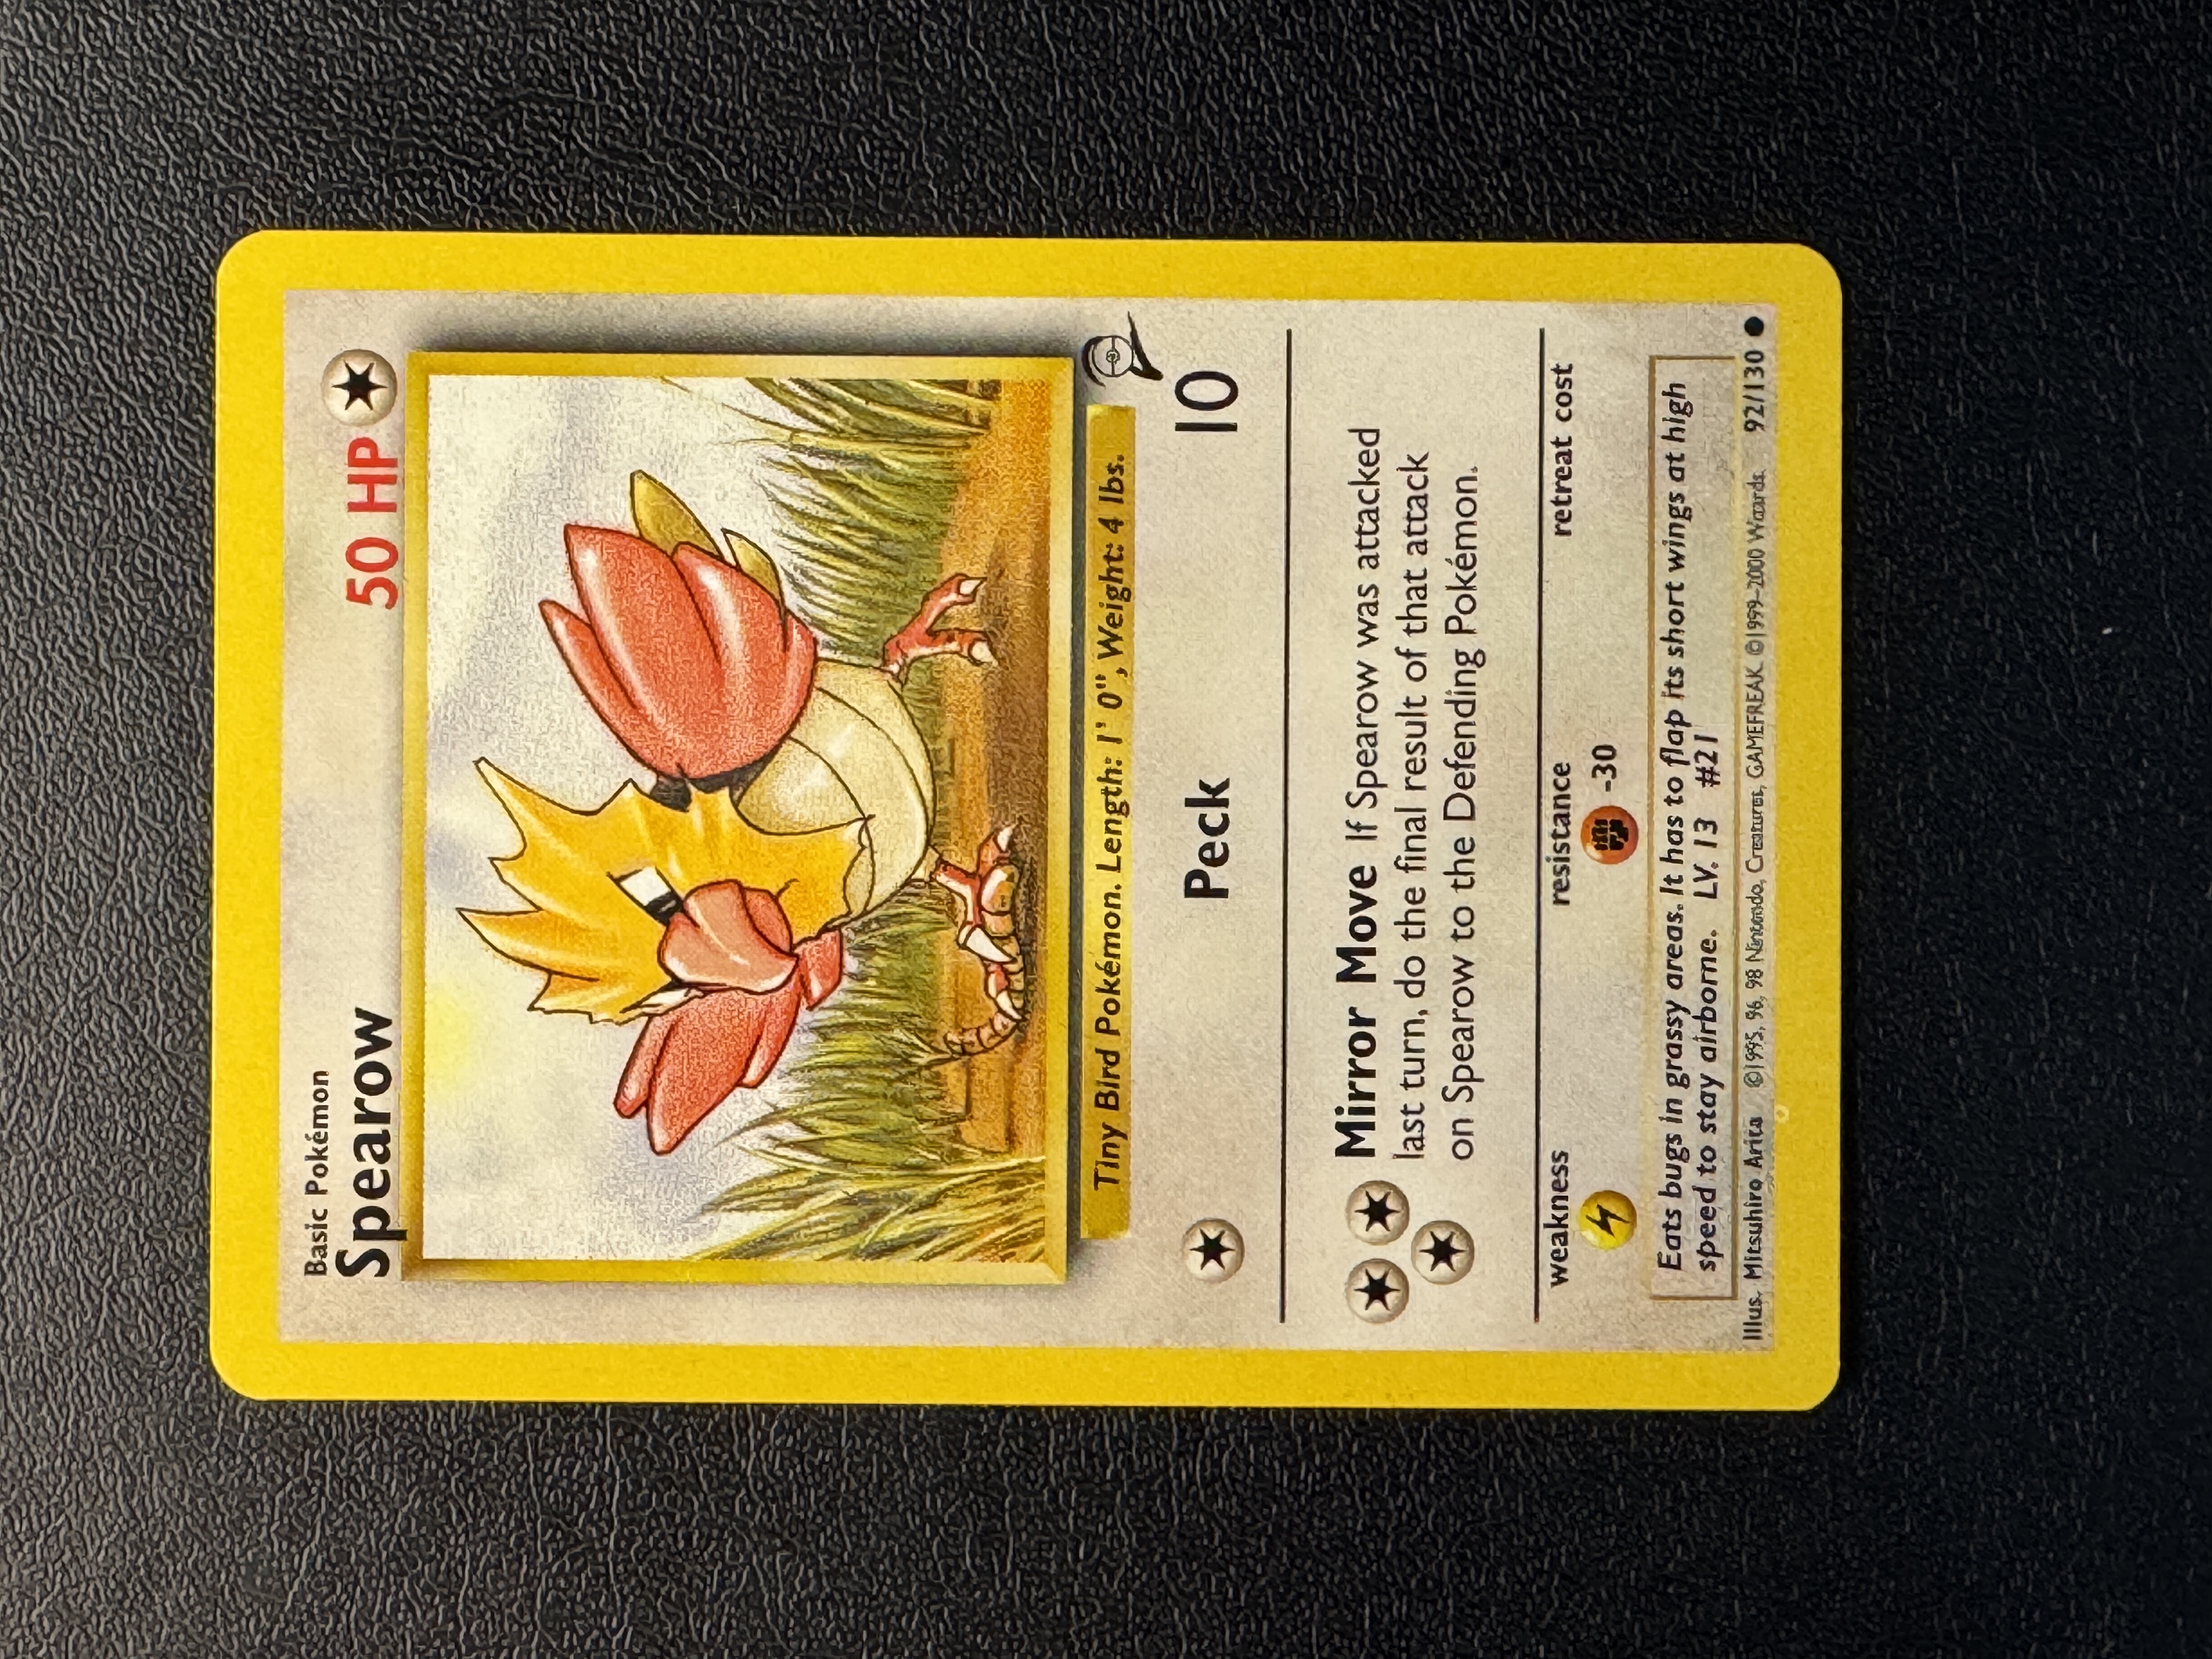 Basic Pokémon
Spearow
50 HP
Tiny Bird Pokémon. Length: 1' 0", Weight: 4 lbs.
Peck 10
Mirror Move If Spearow was attacked
last turn, do the final result of that attack
on Spearow to the Defending Pokémon.
weakness resistance retreat cost
-30
Eats bugs in grassy areas. It has to flap its short wings at high
speed to stay airborne. LV. 13 #21
Illus. Mitsuhiro Arita ©1995, 96, 98 Nintendo, Creatures, GAMEFREAK. ©1999-2000 Wizards. 92/130